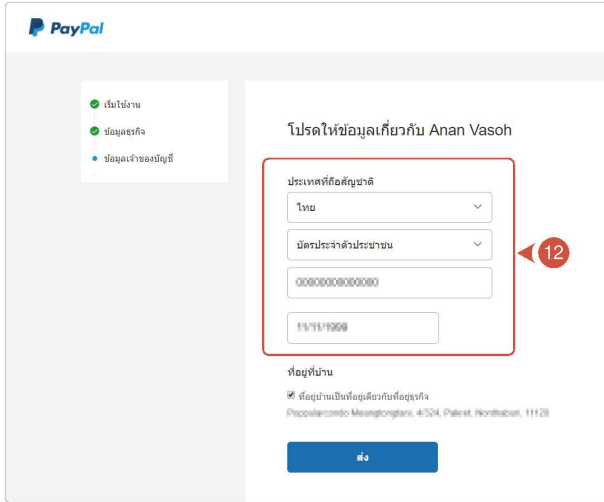 PayPal
เริ่มใช้งาน
ข้อมูลธุรกิจ
ข้อมูลเจ้าของบัญชี
โปรดให้ข้อมูลเกี่ยวกับ Anan Vasoh
ประเทศที่ถือสัญชาติ
ไทย
บัตรประจำตัวประชาชน
12
ที่อยู่ที่บ้าน
ที่อยู่บ้านเป็นที่อยู่เดียวกับที่อยู่ธุรกิจ
ส่ง